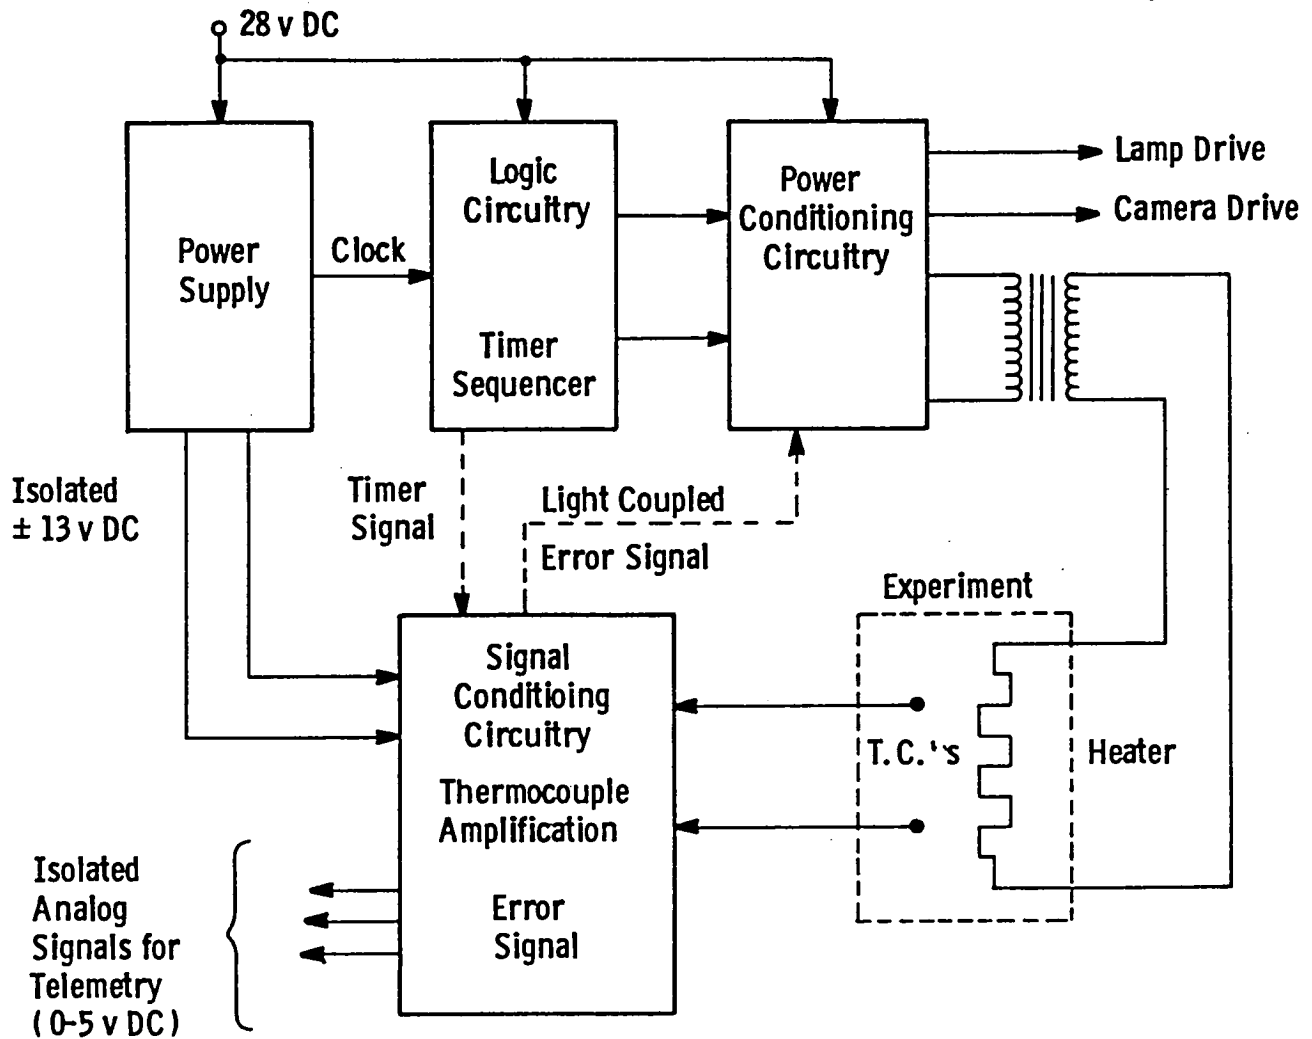 28 v DC
Logic
Circuitry
Timer
Sequencer
Power
Conditioning
Circuitry
Lamp Drive
Camera Drive
Power
Supply
Clock
Isolated
± 13 v DC
Timer
Signal
Light Coupled
Error Signal
Experiment
T.C.'s
Heater
Signal
Conditioing
Circuitry
Thermocouple
Amplification
Error
Signal
Isolated
Analog
Signals for
Telemetry
(0-5 v DC)